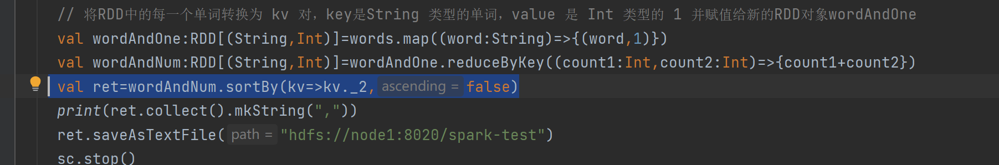 // 将RDD中的每一个单词转换为 kv 对，key是String 类型的单词，value 是 Int 类型的 1 并赋值给新的RDD对象wordAndOne
val wordAndOne:RDD[(String,Int)]=words.map((word:String)=>{(word,1)})
val wordAndNum:RDD[(String,Int)]=wordAndOne.reduceByKey((count1:Int,count2:Int)=>{count1+count2})
val ret=wordAndNum.sortBy(kv=>kv._2, ascending = false)
print(ret.collect().mkString(","))
ret.saveAsTextFile( path = "hdfs://node1:8020/spark-test")
sc.stop()